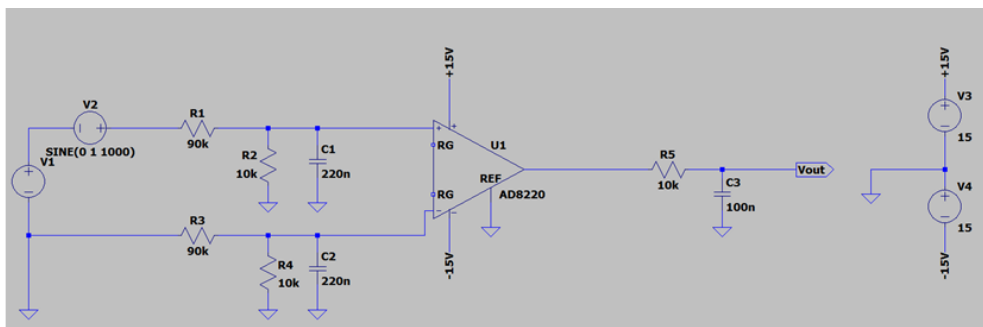 +15V
+15V
V2
V3
R1
SINE(0 1 1000)
90k
V1
R2
C1
RG
U1
15
10k
220n
R5
Vout
REF
RG
AD8220
10k
C3
V4
100n
R3
90k
15
R4
C2
10k
220n
-15V
-15V